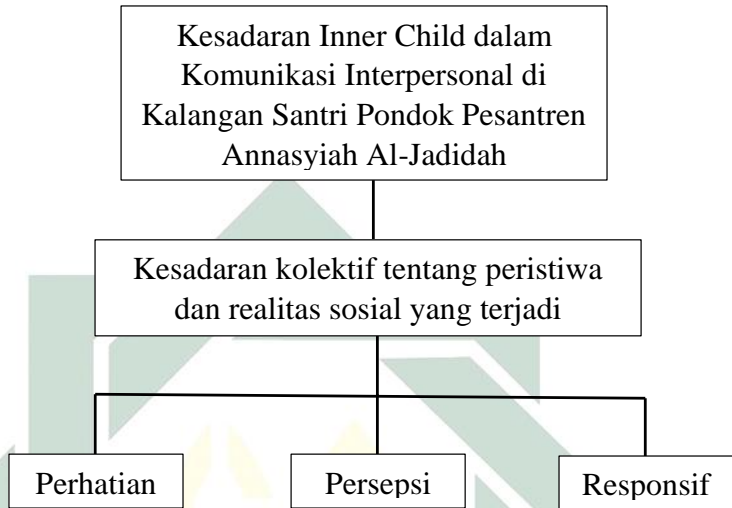 Kesadaran Inner Child dalam
Komunikasi Interpersonal di
Kalangan Santri Pondok Pesantren
Annasyiah Al-Jadidah
Kesadaran kolektif tentang peristiwa
dan realitas sosial yang terjadi
Perhatian
Persepsi
Responsif